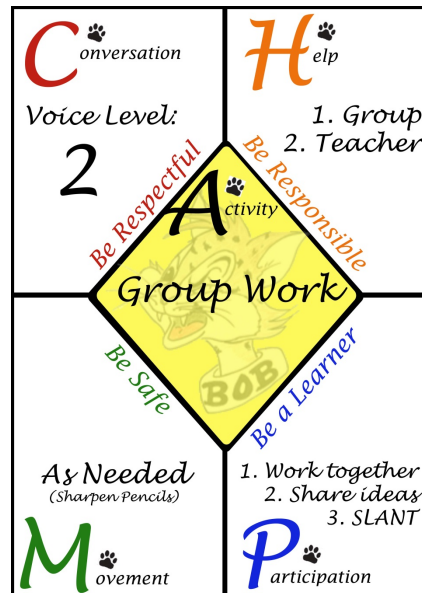 Conversation
Voice Level:
2
Help
1. Group
2. Teacher
Be Respectful
Be Responsible
Activity
Group Work
BOB
Be Safe
Be a Learner
As Needed
(Sharpen Pencils)
Movement
1. Work together
2. Share ideas
3. SLANT
Participation